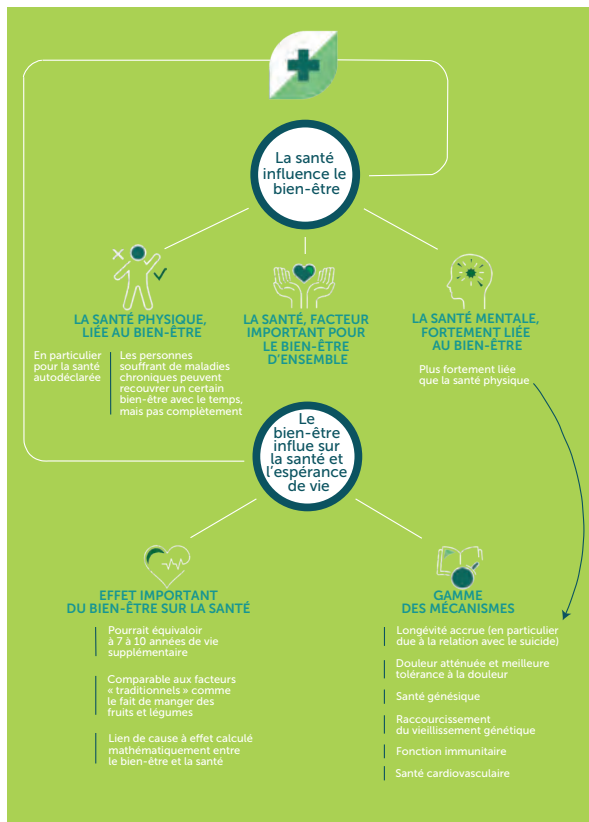 La santé
influence le
bien-être
LA SANTÉ PHYSIQUE,
LIÉE AU BIEN-ÊTRE
En particulier
pour la santé
autodéclarée
Les personnes
souffrant de maladies
chroniques peuvent
recouvrer un certain
bien-être avec le temps,
mais pas complètement
LA SANTÉ, FACTEUR
IMPORTANT POUR
LE BIEN-ÊTRE
D'ENSEMBLE
LA SANTÉ MENTALE,
FORTEMENT LIÉE
AU BIEN-ÊTRE
Plus fortement liée
que la santé physique
Le
bien-être
influe sur
la santé et
l'espérance
de vie
EFFET IMPORTANT
DU BIEN-ÊTRE SUR LA SANTÉ
Pourrait équivaloir
à 7 à 10 années de vie
supplémentaire
Comparable aux facteurs
« traditionnels » comme
le fait de manger des
fruits et légumes
Lien de cause à effet calculé
mathématiquement entre
le bien-être et la santé
GAMME
DES MÉCANISMES
Longévité accrue (en particulier
due à la relation avec le suicide)
Douleur atténuée et meilleure
tolérance à la douleur
Santé génésique
Raccourcissement
du vieillissement génétique
Fonction immunitaire
Santé cardiovasculaire